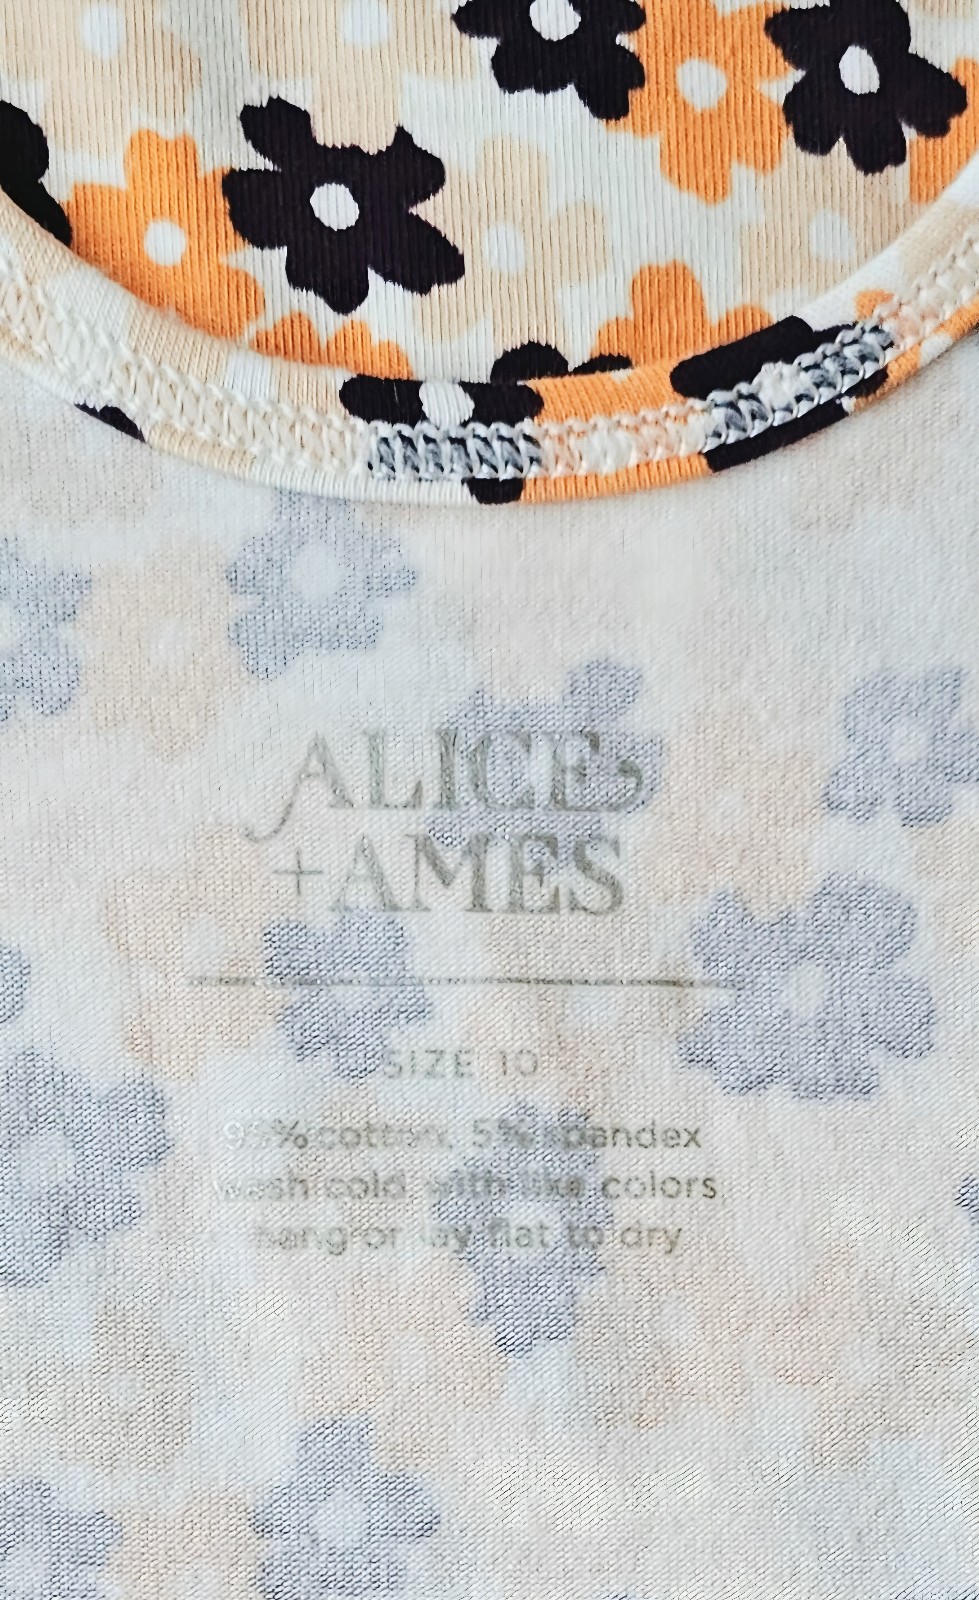 ALICE
+AMES
SIZE 10
95% cotton, 5% spandex
wash cold with like colors
hang or lay flat to dry